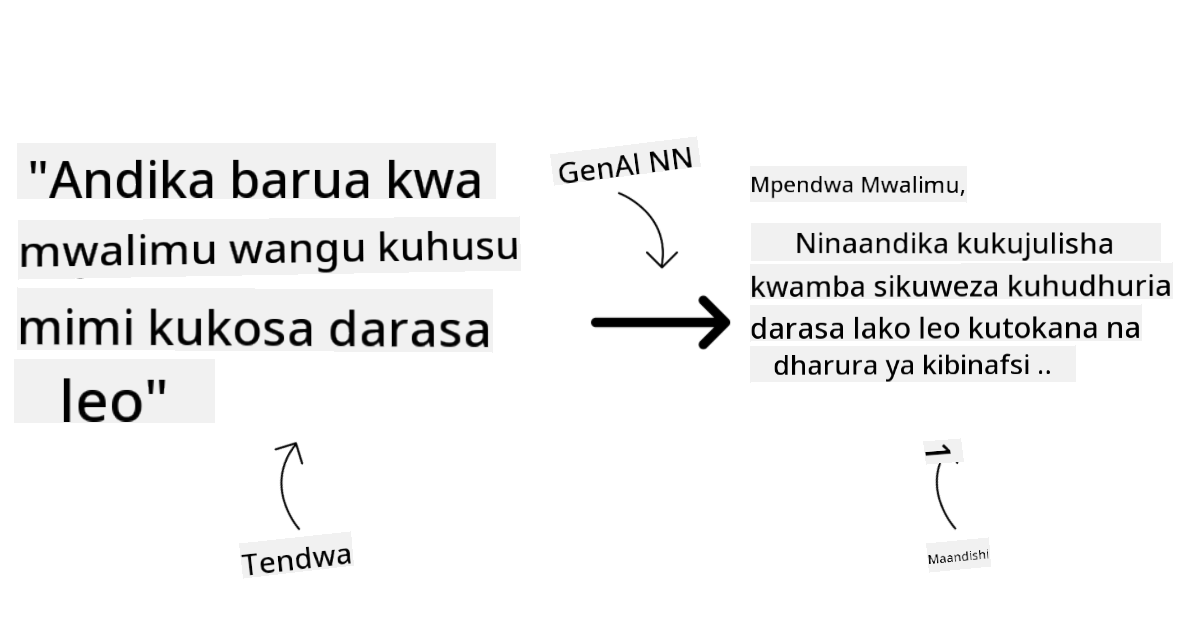 "Andika barua kwa
mwalimu wangu kuhusu
mimi kukosa darasa
leo"
Tendwa
GenAI NN
Mpendwa Mwalimu,
Ninaandika kukujulisha
kwamba sikuweza kuhudhuria
darasa lako leo kutokana na
dharura ya kibinafsi ..
Maandishi